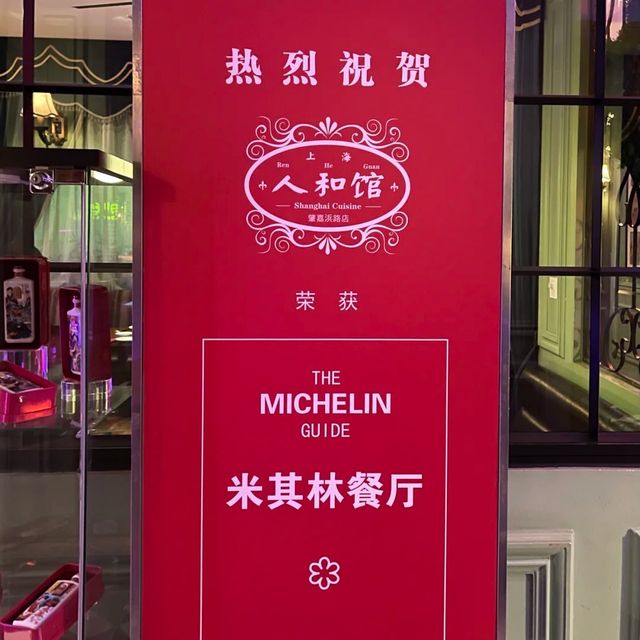 热烈祝贺
上海
Ren He Guan
人和馆
Shanghai Cuisine
肇嘉浜路店
荣获
THE
MICHELIN
GUIDE
米其林餐厅